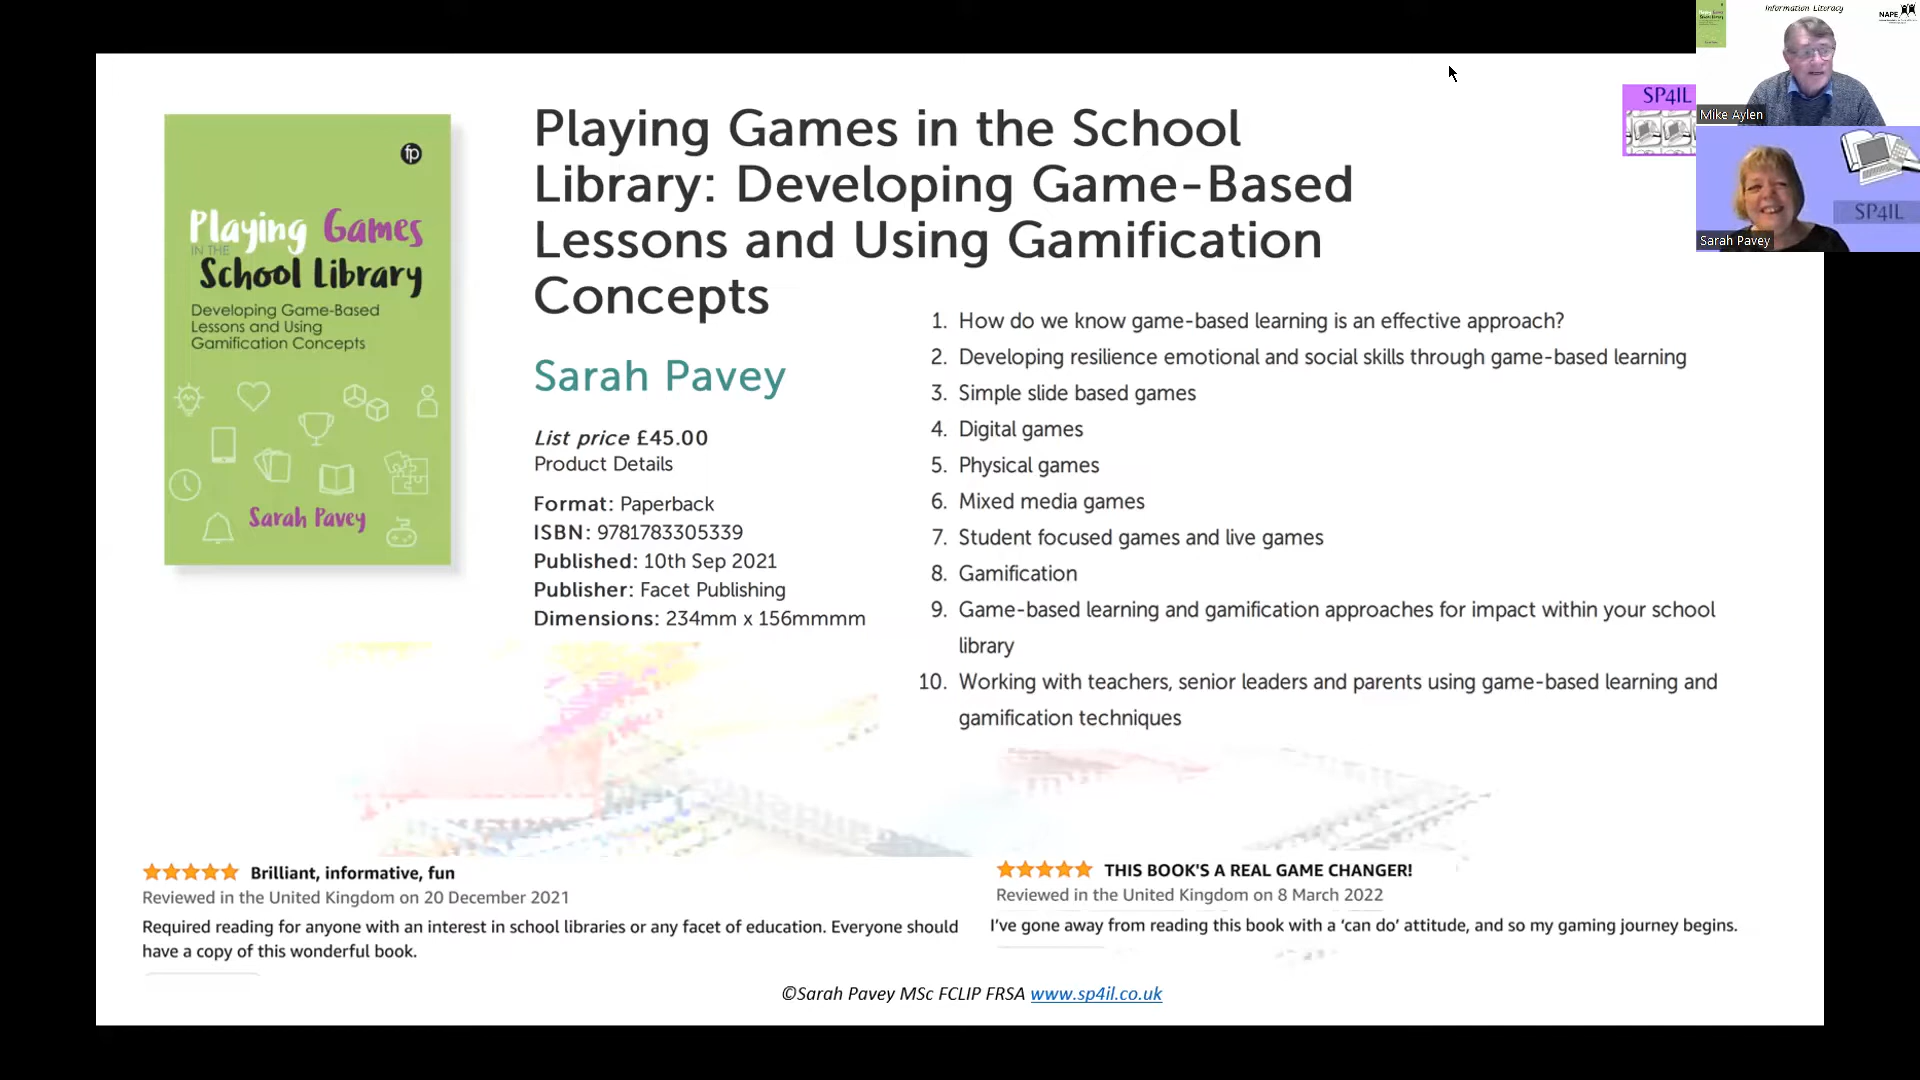 Information Literacy
NAPE
SP4IL
Mike Aylen
SP4IL
Sarah Pavey
fp
Playing Games
IN THE
School Library
Developing Game-Based
Lessons and Using
Gamification Concepts
Sarah Pavey
Playing Games in the School
Library: Developing Game-Based
Lessons and Using Gamification
Concepts
Sarah Pavey
List price £45.00
Product Details
Format: Paperback
ISBN: 9781783305339
Published: 10th Sep 2021
Publisher: Facet Publishing
Dimensions: 234mm x 156mmmm
1. How do we know game-based learning is an effective approach?
2. Developing resilience emotional and social skills through game-based learning
3. Simple slide based games
4. Digital games
5. Physical games
6. Mixed media games
7. Student focused games and live games
8. Gamification
9. Game-based learning and gamification approaches for impact within your school
library
10. Working with teachers, senior leaders and parents using game-based learning and
gamification techniques
Brilliant, informative, fun
Reviewed in the United Kingdom on 20 December 2021
Required reading for anyone with an interest in school libraries or any facet of education. Everyone should
have a copy of this wonderful book.
THIS BOOK'S A REAL GAME CHANGER!
Reviewed in the United Kingdom on 8 March 2022
I've gone away from reading this book with a ‘can do’ attitude, and so my gaming journey begins.
©Sarah Pavey MSc FCLIP FRSA www.sp4il.co.uk